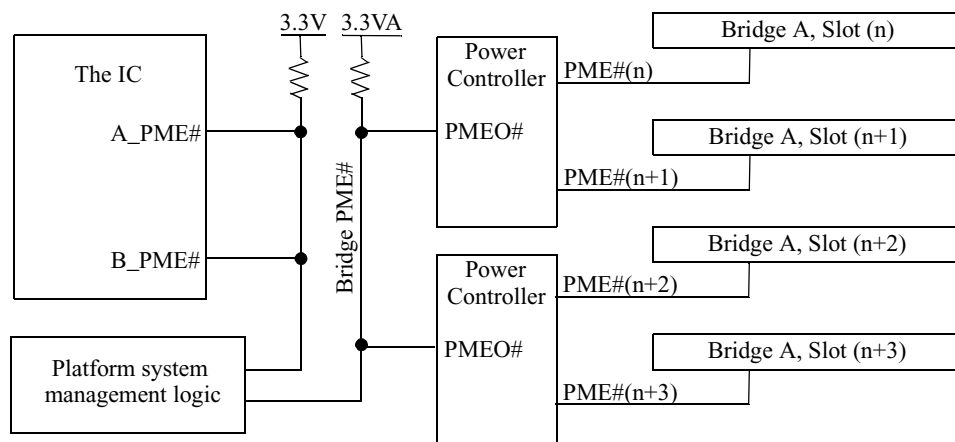 3.3V
3.3VA
The IC
A_PME#
B_PME#
Bridge PME#
Platform system
management logic
Power
Controller
PMEO#
PME#(n)
PME#(n+1)
Bridge A, Slot (n)
Bridge A, Slot (n+1)
Power
Controller
PMEO#
PME#(n+2)
PME#(n+3)
Bridge A, Slot (n+2)
Bridge A, Slot (n+3)